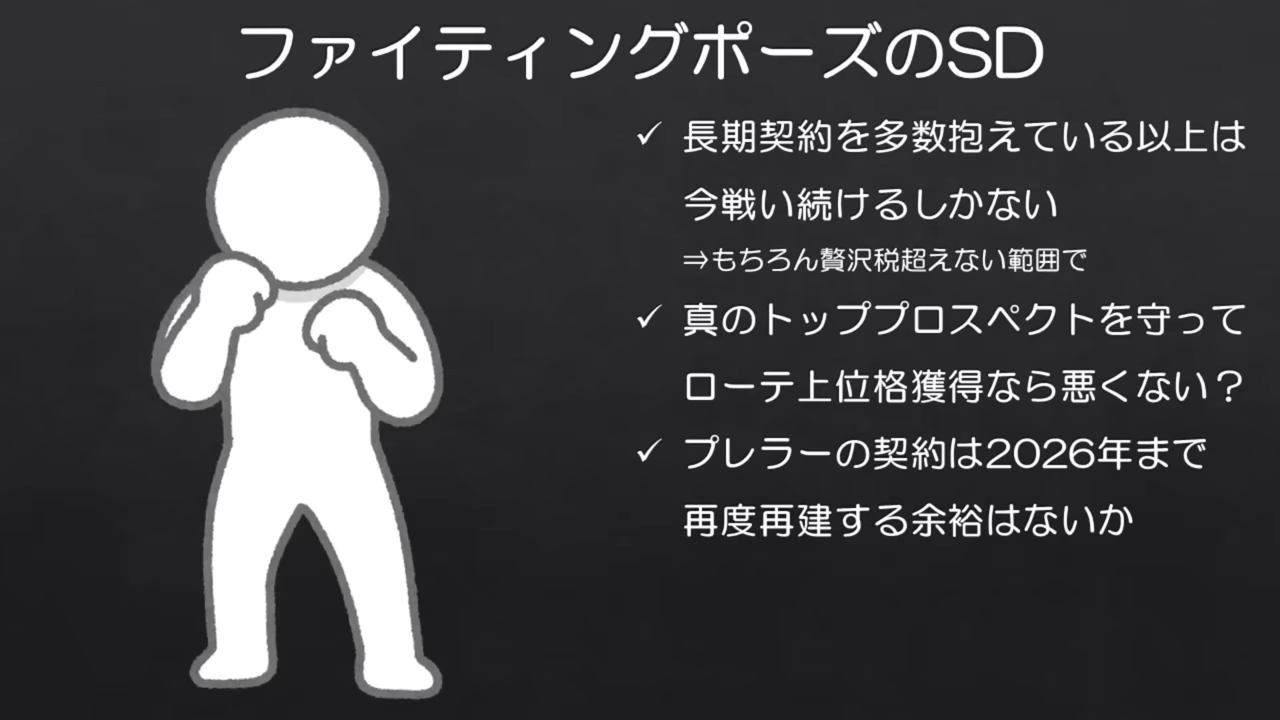 ファイティングポーズのSD
✓ 長期契約を多数抱えている以上は
今戦い続けるしかない
⇒もちろん贅沢税超えない範囲で
✓ 真のトッププロスペクトを守って
ローテ上位格獲得なら悪くない？
✓ プレラーの契約は2026年まで
再度再建する余裕はないか